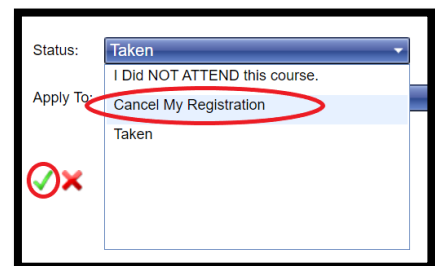 Status: Taken
I Did NOT ATTEND this course.
Apply To: Cancel My Registration
Taken